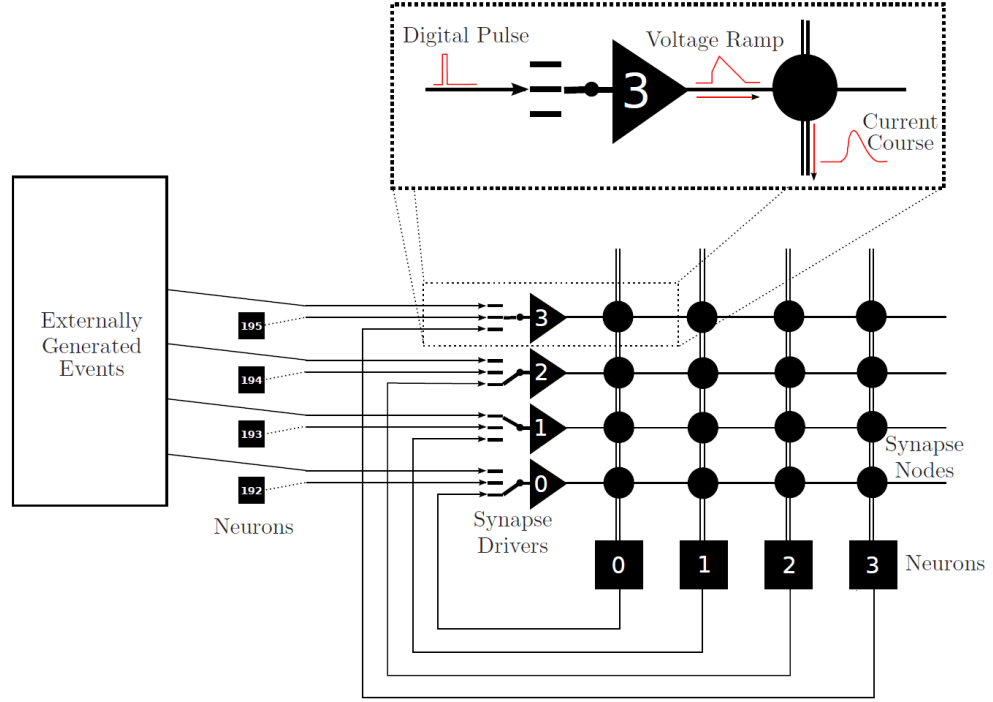 Digital Pulse
Voltage Ramp
3
Current
Course
Externally
Generated
Events
195
3
194
2
193
1
Synapse
Nodes
192
0
Neurons
Synapse
Drivers
0
1
2
3
Neurons